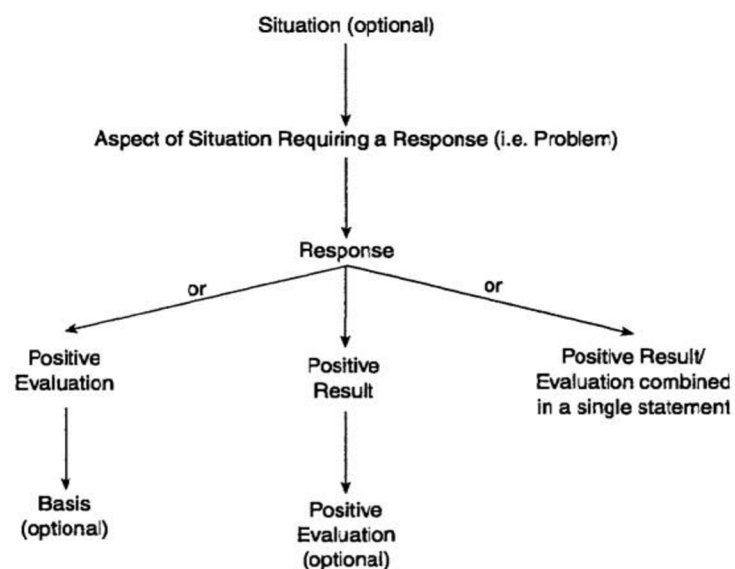 Situation (optional)
Aspect of Situation Requiring a Response (i.e. Problem)
Response
or
or
Positive
Evaluation
Positive
Result
Positive Result/
Evaluation combined
in a single statement
Basis
(optional)
Positive
Evaluation
(optional)